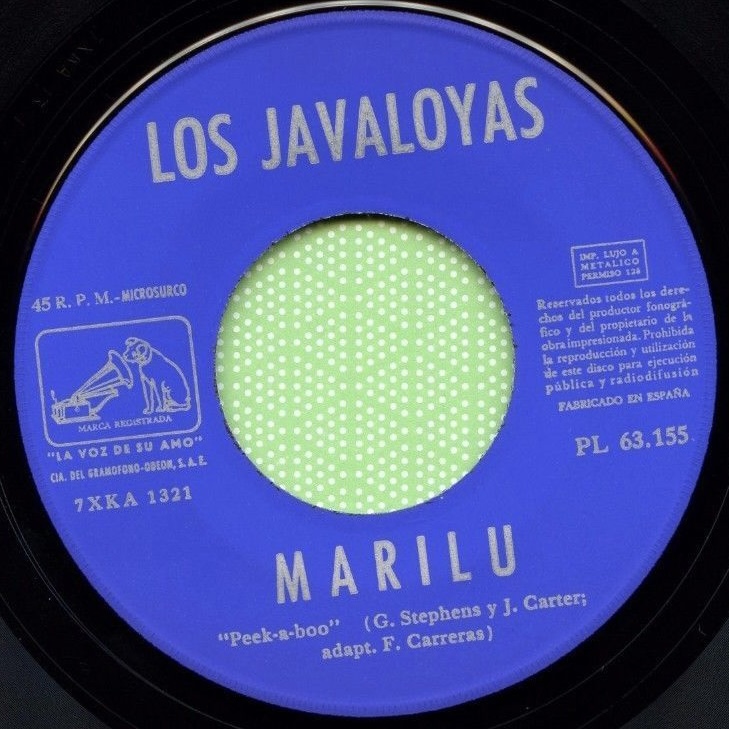 LOS JAVALOYAS
45 R. P. M.-MICROSURCO
MARCA REGISTRADA
"LA VOZ DE SU AMO"
CIA. DEL GRAMOFONO-ODEON, S.A.E.
7XKA 1321
IMP. LUJO A
METALICO
PERMISO 128
Reservados todos los dere-
chos del productor fonográ-
fico y del propietario de la
obra impresionada. Prohibida
la reproducción y utilización
de este disco para ejecución
pública y radiodifusión
FABRICADO EN ESPAÑA
PL 63.155
MARILU
"Peek-a-boo" (G. Stephens y J. Carter;
adapt. F. Carreras)